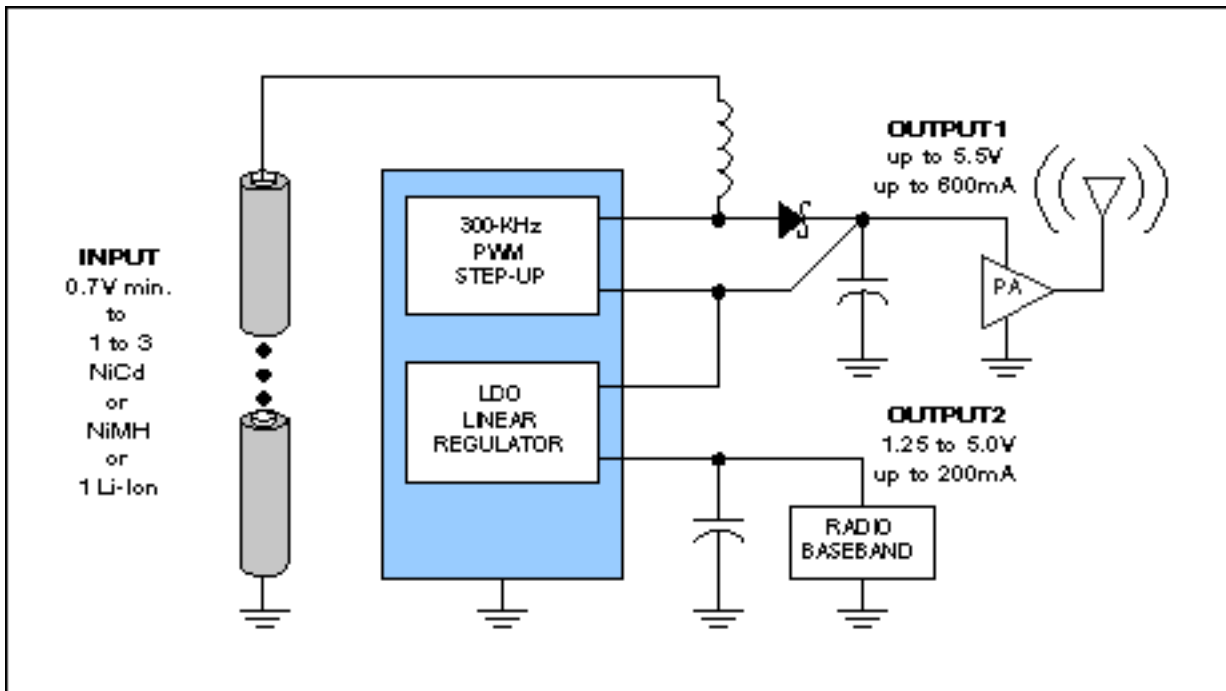 INPUT
0.7V min.
to
1 to 3
NiCd
or
NiMH
or
1 Li-Ion
300-KHz
PWM
STEP-UP
LDO
LINEAR
REGULATOR
OUTPUT1
up to 5.5V
up to 600mA
PA
OUTPUT2
1.25 to 5.0V
up to 200mA
RADIO
BASEBAND